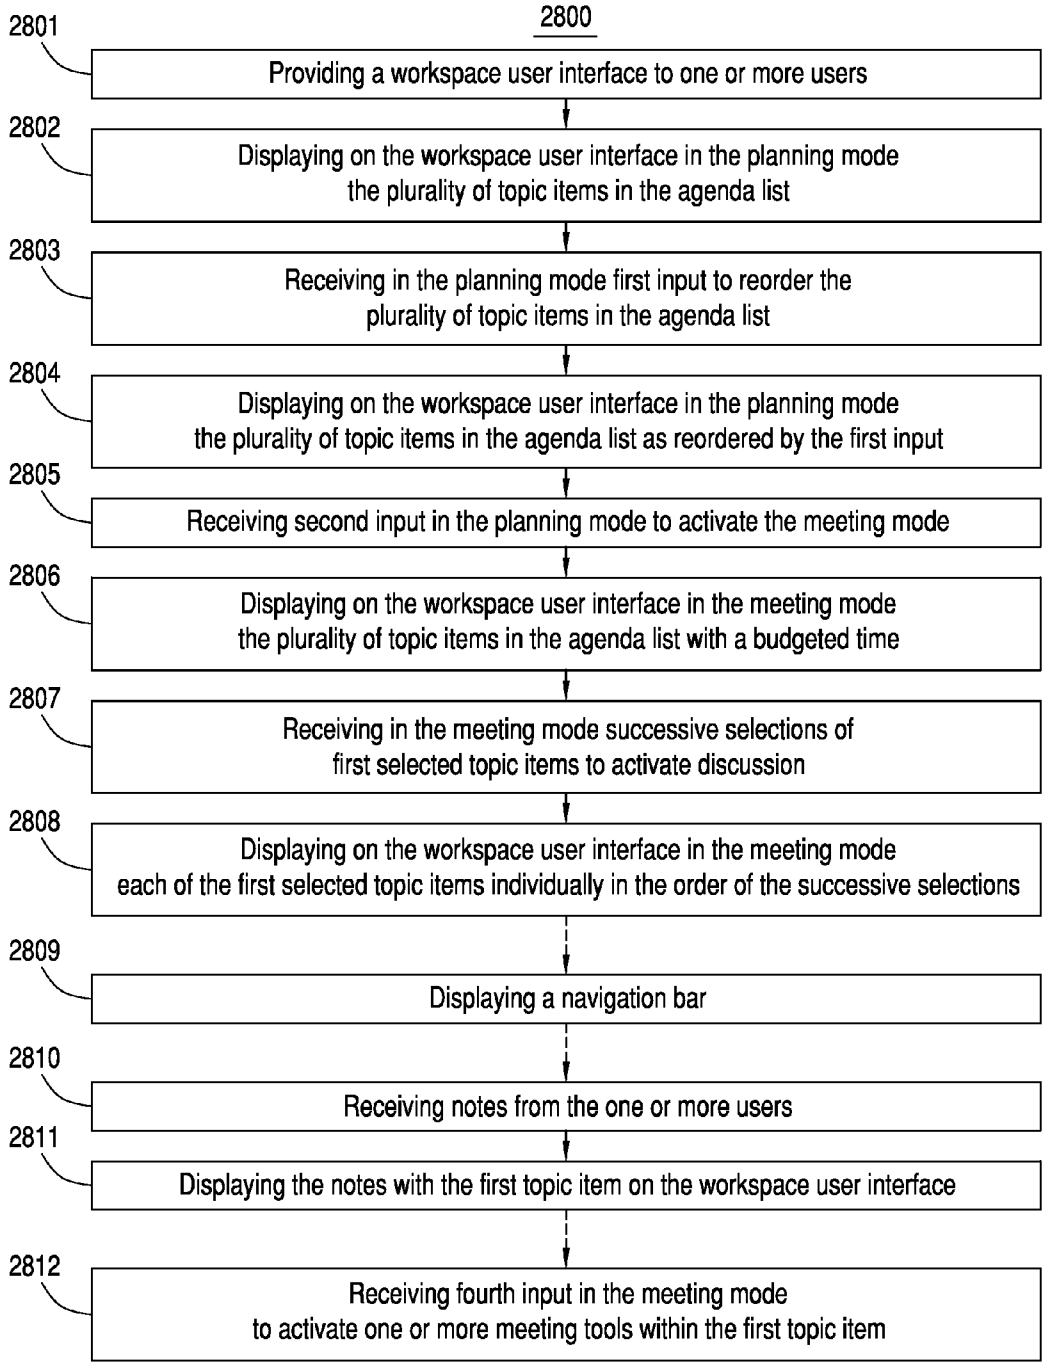 2800
2801
Providing a workspace user interface to one or more users
2802
Displaying on the workspace user interface in the planning mode
the plurality of topic items in the agenda list
2803
Receiving in the planning mode first input to reorder the
plurality of topic items in the agenda list
2804
Displaying on the workspace user interface in the planning mode
the plurality of topic items in the agenda list as reordered by the first input
2805
Receiving second input in the planning mode to activate the meeting mode
2806
Displaying on the workspace user interface in the meeting mode
the plurality of topic items in the agenda list with a budgeted time
2807
Receiving in the meeting mode successive selections of
first selected topic items to activate discussion
2808
Displaying on the workspace user interface in the meeting mode
each of the first selected topic items individually in the order of the successive selections
2809
Displaying a navigation bar
2810
Receiving notes from the one or more users
2811
Displaying the notes with the first topic item on the workspace user interface
2812
Receiving fourth input in the meeting mode
to activate one or more meeting tools within the first topic item